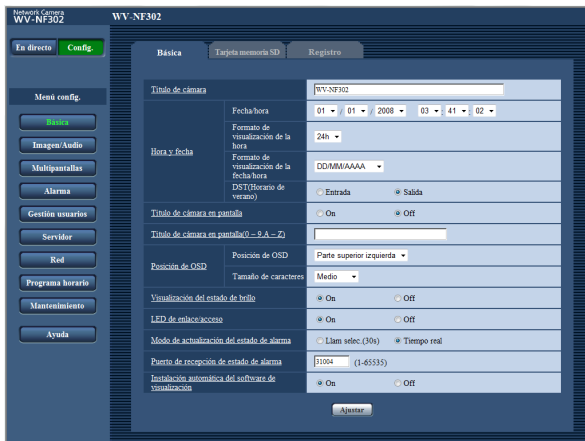 Network Camera
WV-NF302
WV-NF302
En directo
Config.
Menú config.
Básica
Imagen/Audio
Multipantallas
Alarma
Gestión usuarios
Servidor
Red
Programa horario
Mantenimiento
Ayuda
Básica
Tarjeta memoria SD
Registro
Título de cámara
WV-NF302
Hora y fecha
Fecha/hora
01 / 01 / 2008 03 : 41 : 02
Formato de
visualización de la
hora
24h
Formato de
visualización de la
fecha/hora
DD/MM/AAAA
DST(Horario de
verano)
Entrada
Salida
Título de cámara en pantalla
On
Off
Título de cámara en pantalla(0 – 9,A – Z)
Posición de OSD
Posición de OSD
Parte superior izquierda
Tamaño de caracteres
Medio
Visualización del estado de brillo
On
Off
LED de enlace/acceso
On
Off
Modo de actualización del estado de alarma
Llam selec.(30s)
Tiempo real
Puerto de recepción de estado de alarma
31004
(1-65535)
Instalación automática del software de
visualización
On
Off
Ajustar